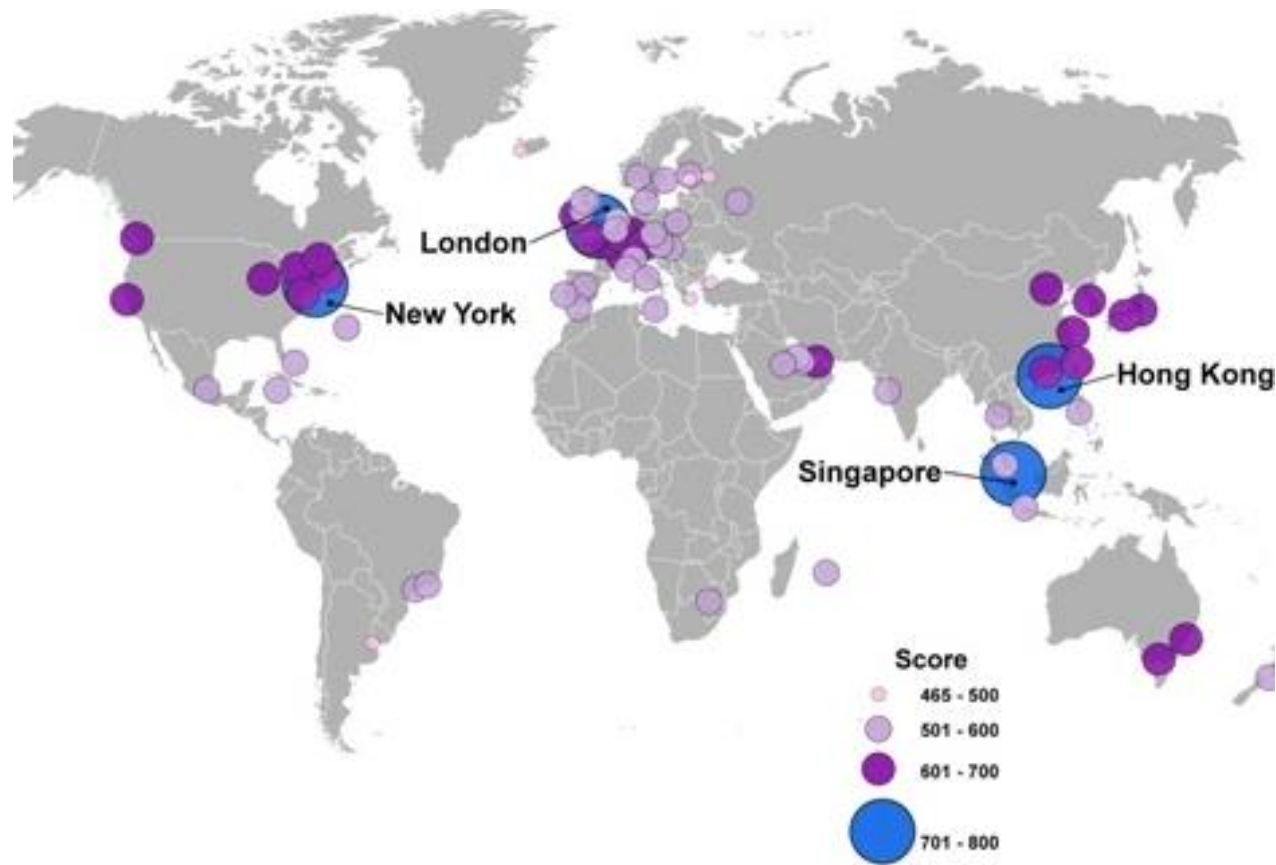 London
New York
Hong Kong
Singapore
Score
465 - 500
501 - 600
601 - 700
701 - 800